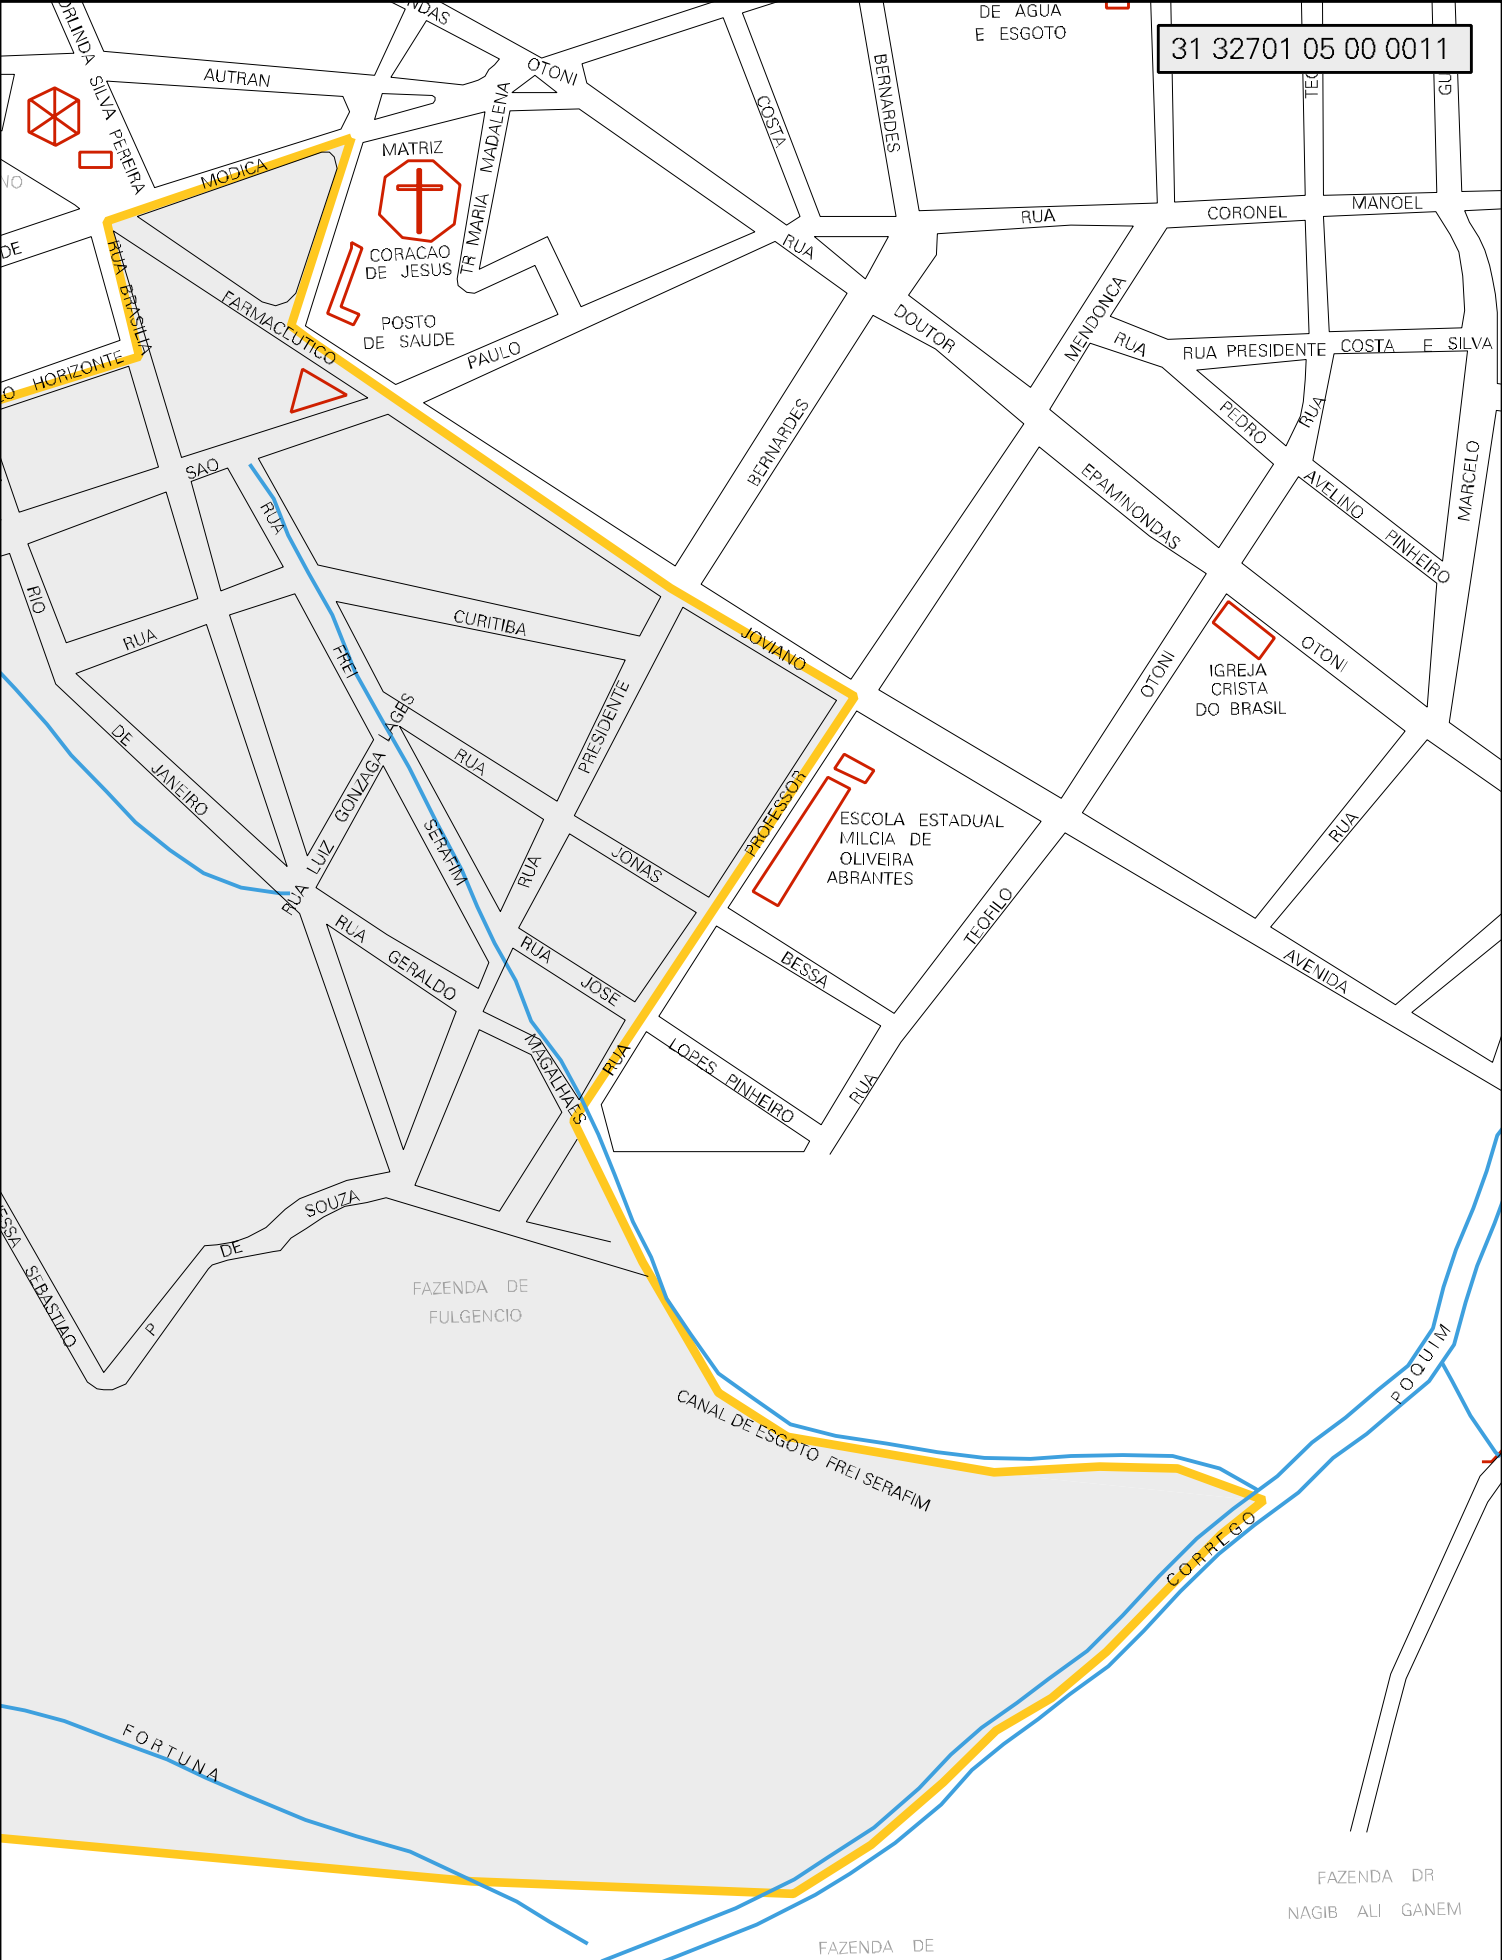 31 32701 05 00 0011
DE AGUA
E ESGOTO
NDAS
ORLINDA SILVA PEREIRA
AUTRAN
OTONI
COSTA
BERNARDES
TR MARIA MADALENA
MATRIZ
CORACAO
DE JESUS
POSTO
DE SAUDE
MODICA
DE
RUA BRASILIA
FARMACEUTICO
HORIZONTE
PAULO
RUA
DOUTOR
RUA
CORONEL
MANOEL
MENDONCA
RUA
RUA PRESIDENTE COSTA E SILVA
PEDRO
RUA
AVELINO PINHEIRO
MARCELO
BERNARDES
EPAMINONDAS
OTONI
SAO
RUA
FREI
SERAFIM
MAGALHAES
RIO
DE
JANEIRO
RUA
CURITIBA
JOVIANO
PRESIDENTE
RUA
RUA LUIZ GONZAGA LAGES
RUA
JONAS
PROFESSOR
RUA
OTONI
IGREJA
CRISTA
DO BRASIL
ESCOLA ESTADUAL
MILCIA DE
OLIVEIRA
ABRANTES
RUA
TEOFILO
RUA
BESSA
AVENIDA
RUA
GERALDO
RUA
JOSE
LOPES PINHEIRO
SOUZA
DE
P
SEBASTIAO
FAZENDA DE
FULGENCIO
CANAL DE ESGOTO FREI SERAFIM
POQUIM
CORREGO
FORTUNA
FAZENDA DR
NAGIB ALI GANEM
FAZENDA DE